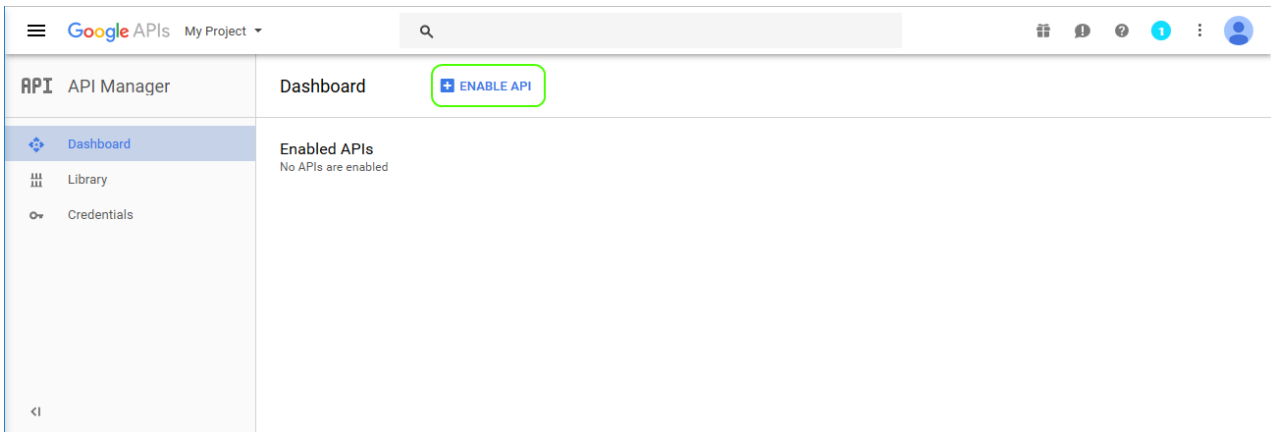 Google APIs My Project
1
API API Manager
Dashboard
ENABLE API
Dashboard
Library
Credentials
Enabled APIs
No APIs are enabled